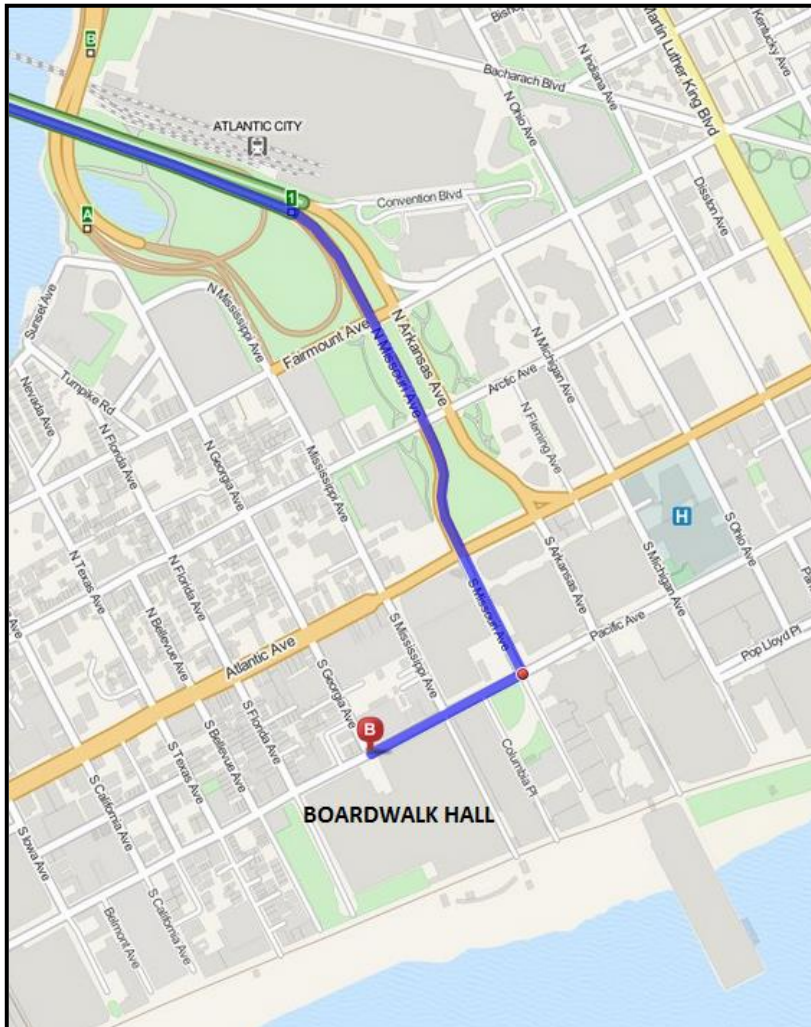 B
Bishop
Bacharach Blvd
N Ohio Ave
N Indiana Ave
Martin Luther King Blvd
Kentucky Ave
ATLANTIC CITY
Disston Ave
1
Convention Blvd
A
Sunset Ave
N Mississippi Ave
Fairmount Ave
N Missouri Ave
N Arkansas Ave
N Michigan Ave
Arctic Ave
N Fleming Ave
Turnpike Rd
Nevada Ave
N Florida Ave
N Georgia Ave
Mississippi Ave
H
S Ohio Ave
N Texas Ave
N Florida Ave
N Bellevue Ave
S Missouri Ave
S Arkansas Ave
S Michigan Ave
Pacific Ave
Pop Lloyd Pl
Atlantic Ave
S Mississippi Ave
S Georgia Ave
B
S Florida Ave
S Bellevue Ave
S Texas Ave
S California Ave
Columbia Pl
BOARDWALK HALL
S Iowa Ave
Belmont Ave
S California Ave